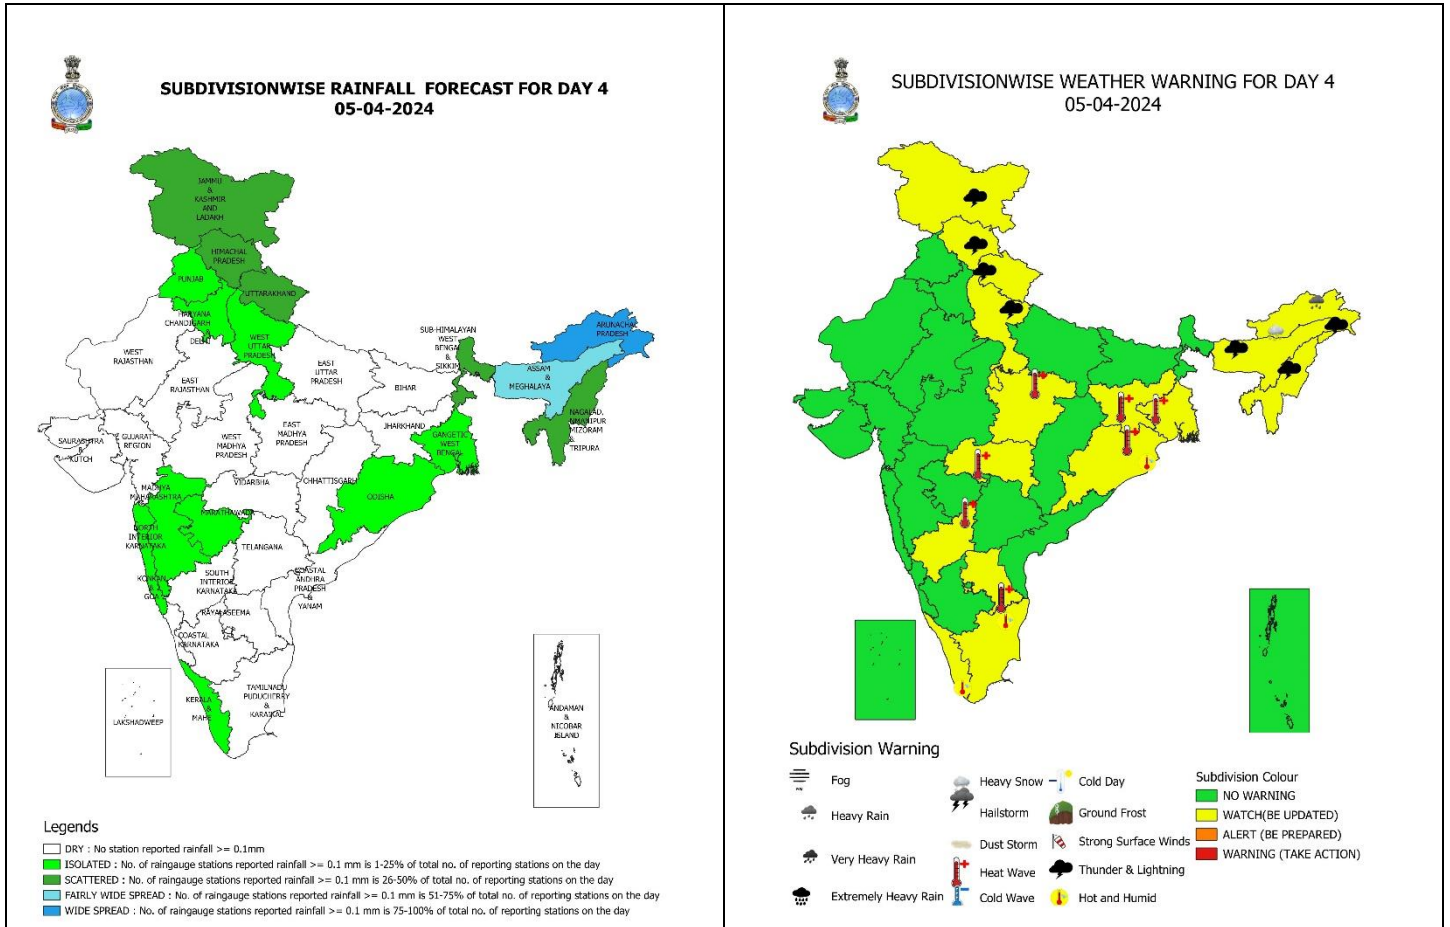 SUBDIVISIONWISE RAINFALL FORECAST FOR DAY 4
05-04-2024
JAMMU
&
KASHMIR
AND
LADAKH
HIMACHAL
PRADESH
PUNJAB
UTTARAKHAND
HARYANA
CHANDIGARH
&
DELHI
WEST
UTTAR
PRADESH
WEST
RAJASTHAN
EAST
RAJASTHAN
EAST
UTTAR
PRADESH
SUB-HIMALAYAN
WEST
BENGAL
&
SIKKIM
ARUNACHAL
PRADESH
ASSAM
&
MEGHALAYA
BIHAR
NAGALAD,
MANIPUR
MIZORAM
&
TRIPURA
JHARKHAND
GANGETIC
WEST
BENGAL
SAURASHTRA
&
KUTCH
GUJARAT
REGION
WEST
MADHYA
PRADESH
EAST
MADHYA
PRADESH
VIDARBHA
CHHATTISGARH
ODISHA
MADHYA
MAHARASHTRA
MARATHAWADA
NORTH
INTERIOR
KARNATAKA
TELANGANA
KONKAN
&
GOA
SOUTH
INTERIOR
KARNATAKA
COASTAL
ANDHRA
PRADESH
&
YANAM
RAYALASEEMA
COASTAL
KARNATAKA
KERALA
&
MAHE
TAMILNADU
PUDUCHERRY
&
KARAIKAL
LAKSHADWEEP
ANDAMAN
&
NICOBAR
ISLAND
Legends
DRY : No station reported rainfall >= 0.1mm
ISOLATED : No. of raingauge stations reported rainfall >= 0.1 mm is 1-25% of total no. of reporting stations on the day
SCATTERED : No. of raingauge stations reported rainfall >= 0.1 mm is 26-50% of total no. of reporting stations on the day
FAIRLY WIDE SPREAD : No. of raingauge stations reported rainfall >= 0.1 mm is 51-75% of total no. of reporting stations on the day
WIDE SPREAD : No. of raingauge stations reported rainfall >= 0.1 mm is 75-100% of total no. of reporting stations on the day
SUBDIVISIONWISE WEATHER WARNING FOR DAY 4
05-04-2024
Subdivision Warning
Fog
Heavy Rain
Very Heavy Rain
Extremely Heavy Rain
Heavy Snow
Hailstorm
Dust Storm
Heat Wave
Cold Wave
Cold Day
Ground Frost
Strong Surface Winds
Thunder & Lightning
Hot and Humid
Subdivision Colour
NO WARNING
WATCH(BE UPDATED)
ALERT (BE PREPARED)
WARNING (TAKE ACTION)